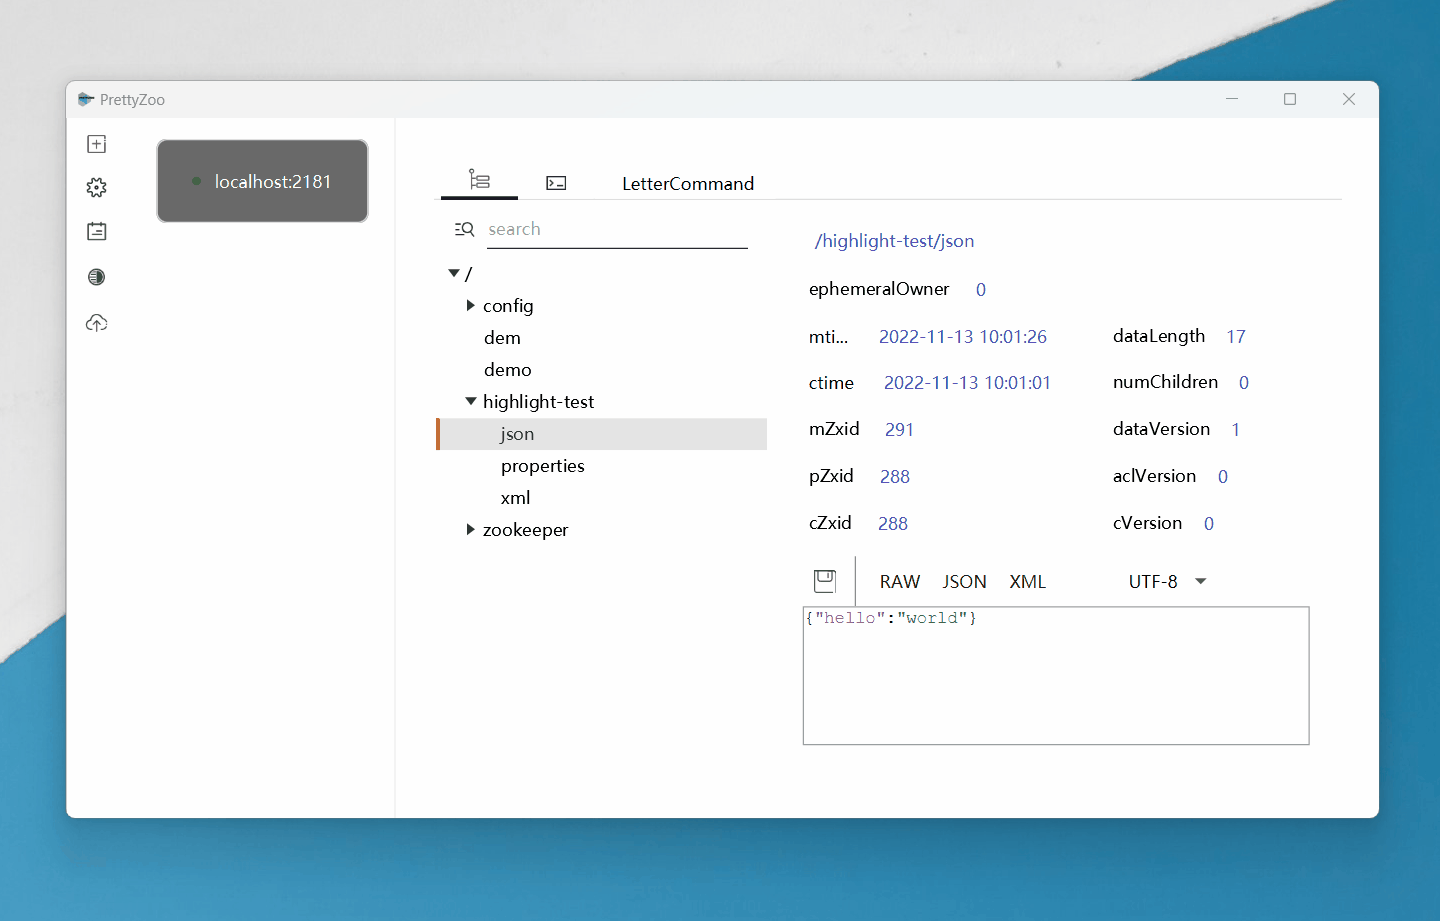 PrettyZoo
localhost:2181
LetterCommand
search
/
config
dem
demo
highlight-test
json
properties
xml
zookeeper
/highlight-test/json
ephemeralOwner 0
mti... 2022-11-13 10:01:26 dataLength 17
ctime 2022-11-13 10:01:01 numChildren 0
mZxid 291 dataVersion 1
pZxid 288 aclVersion 0
cZxid 288 cVersion 0
RAW JSON XML UTF-8
{"hello":"world"}